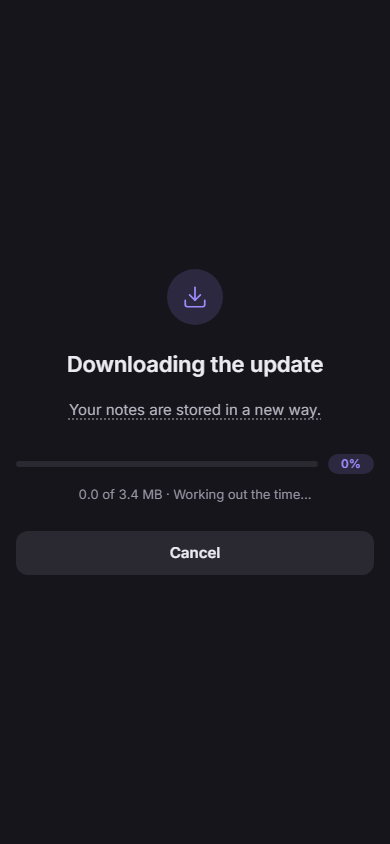 Downloading the update
Your notes are stored in a new way.
0%
0.0 of 3.4 MB · Working out the time...
Cancel